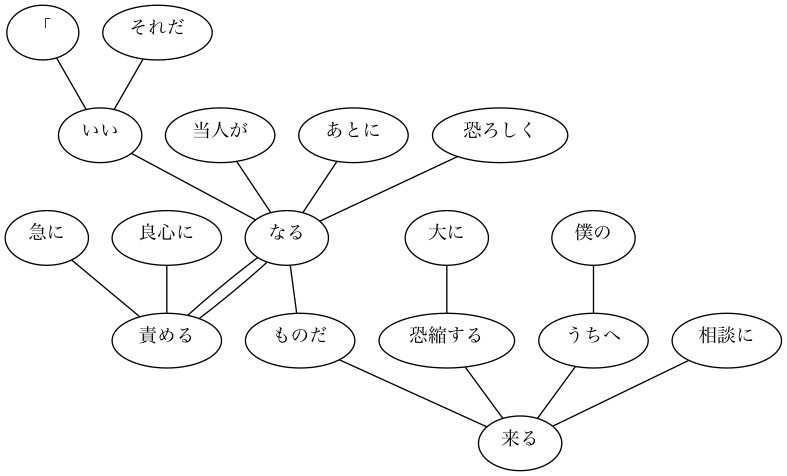 「 それだ
いい 当人が あとに 恐ろしく
急に 良心に なる 大に 僕の
責める ものだ 恐縮する うちへ 相談に
来る